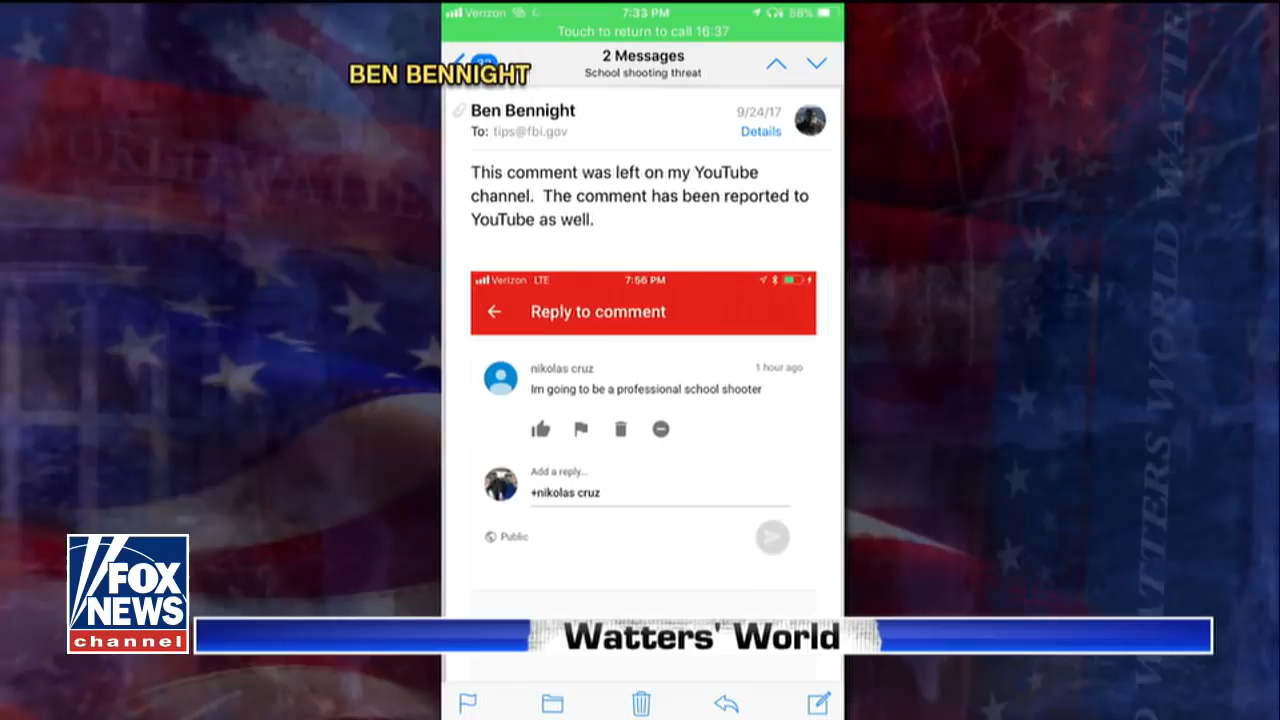 Verizon
7:33 PM
58%
Touch to return to call 16:37
2 Messages
School shooting threat
BEN BENNIGHT
Ben Bennight
9/24/17
To: tips@fbi.gov
Details
This comment was left on my YouTube
channel. The comment has been reported to
YouTube as well.
Verizon LTE
7:56 PM
Reply to comment
nikolas cruz
1 hour ago
Im going to be a professional school shooter
Add a reply...
+nikolas cruz
Public
FOX
NEWS
channel
Watters' World
WATTERS' WORLD